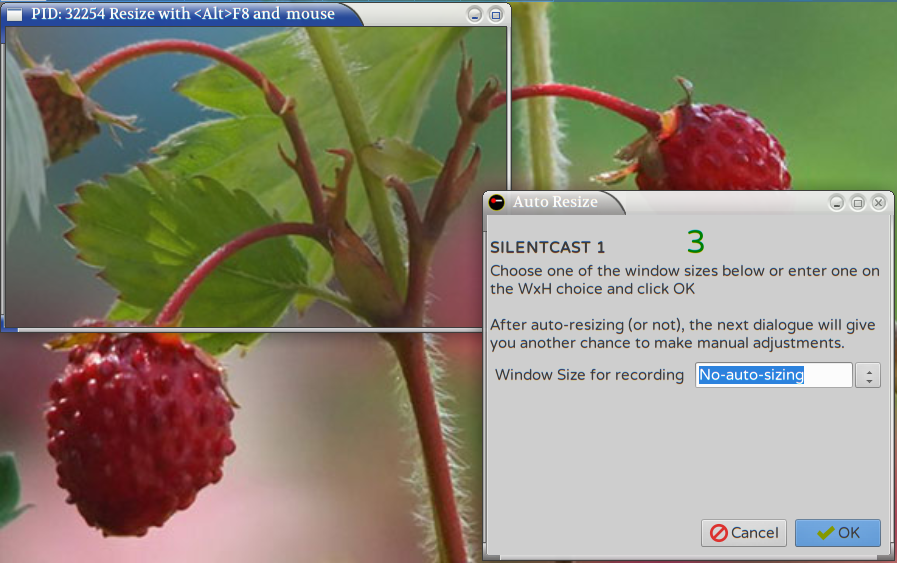 PID: 32254 Resize with <Alt>F8 and mouse
Auto Resize
SILENTCAST 1
3
Choose one of the window sizes below or enter one on
the WxH choice and click OK
After auto-resizing (or not), the next dialogue will give
you another chance to make manual adjustments.
Window Size for recording No-auto-sizing
Cancel OK